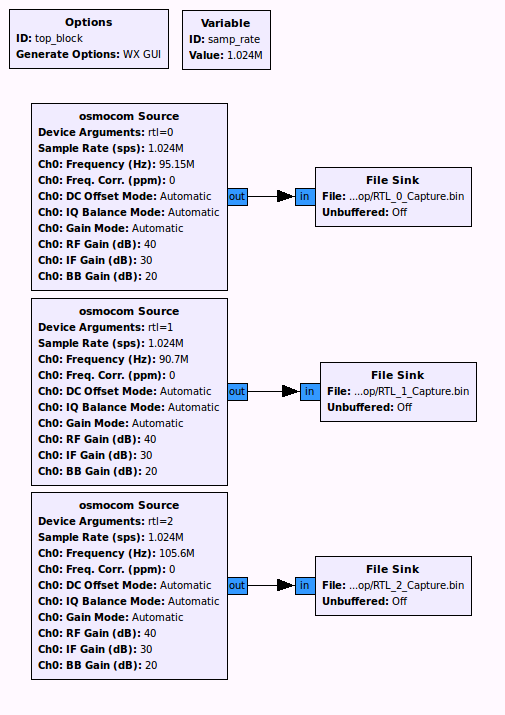 Options
ID: top_block
Generate Options: WX GUI
Variable
ID: samp_rate
Value: 1.024M
osmocom Source
Device Arguments: rtl=0
Sample Rate (sps): 1.024M
Ch0: Frequency (Hz): 95.15M
Ch0: Freq. Corr. (ppm): 0
Ch0: DC Offset Mode: Automatic
Ch0: IQ Balance Mode: Automatic
Ch0: Gain Mode: Automatic
Ch0: RF Gain (dB): 40
Ch0: IF Gain (dB): 30
Ch0: BB Gain (dB): 20
out
in
File Sink
File: ...op/RTL_0_Capture.bin
Unbuffered: Off
osmocom Source
Device Arguments: rtl=1
Sample Rate (sps): 1.024M
Ch0: Frequency (Hz): 90.7M
Ch0: Freq. Corr. (ppm): 0
Ch0: DC Offset Mode: Automatic
Ch0: IQ Balance Mode: Automatic
Ch0: Gain Mode: Automatic
Ch0: RF Gain (dB): 40
Ch0: IF Gain (dB): 30
Ch0: BB Gain (dB): 20
out
in
File Sink
File: ...op/RTL_1_Capture.bin
Unbuffered: Off
osmocom Source
Device Arguments: rtl=2
Sample Rate (sps): 1.024M
Ch0: Frequency (Hz): 105.6M
Ch0: Freq. Corr. (ppm): 0
Ch0: DC Offset Mode: Automatic
Ch0: IQ Balance Mode: Automatic
Ch0: Gain Mode: Automatic
Ch0: RF Gain (dB): 40
Ch0: IF Gain (dB): 30
Ch0: BB Gain (dB): 20
out
in
File Sink
File: ...op/RTL_2_Capture.bin
Unbuffered: Off